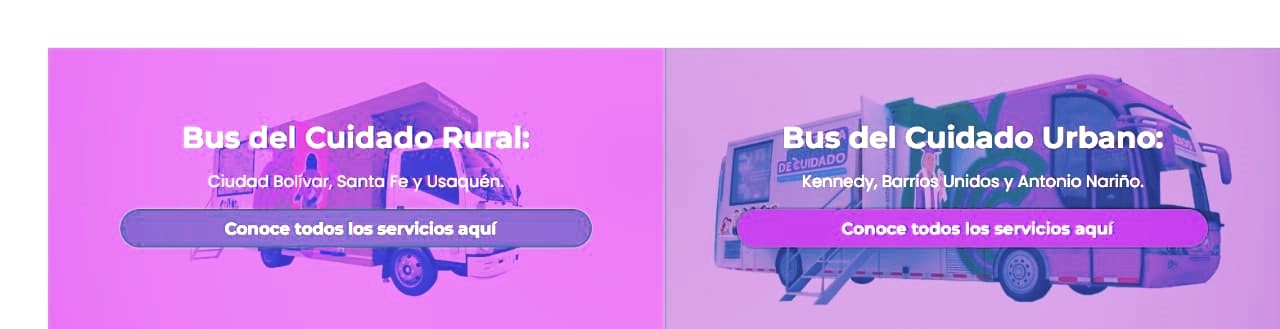 Bus del Cuidado Rural:
Ciudad Bolívar, Santa Fe y Usaquén.
Conoce todos los servicios aquí
Bus del Cuidado Urbano:
Kennedy, Barrios Unidos y Antonio Nariño.
Conoce todos los servicios aquí
DE CUIDADO